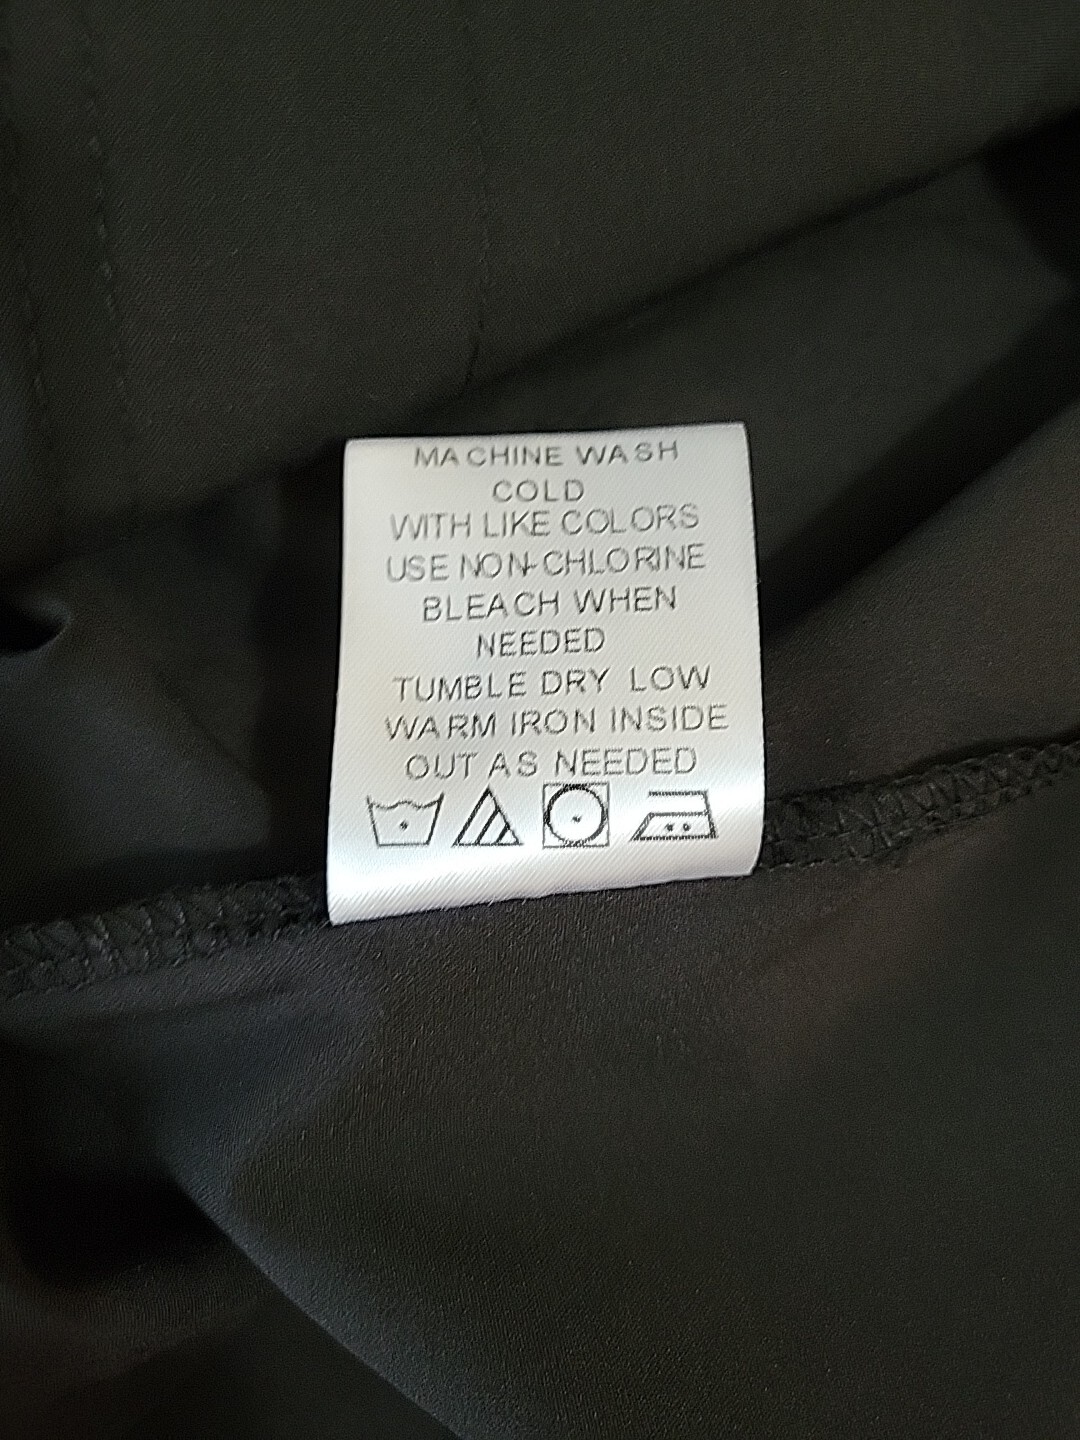 MACHINE WASH
COLD
WITH LIKE COLORS
USE NON-CHLORINE
BLEACH WHEN
NEEDED
TUMBLE DRY LOW
WARM IRON INSIDE
OUT AS NEEDED